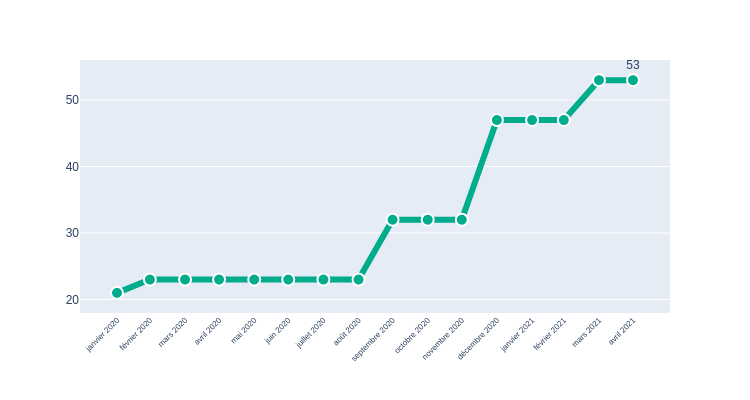 53
50
40
30
20
janvier 2020
février 2020
mars 2020
avril 2020
mai 2020
juin 2020
juillet 2020
août 2020
septembre 2020
octobre 2020
novembre 2020
décembre 2020
janvier 2021
février 2021
mars 2021
avril 2021